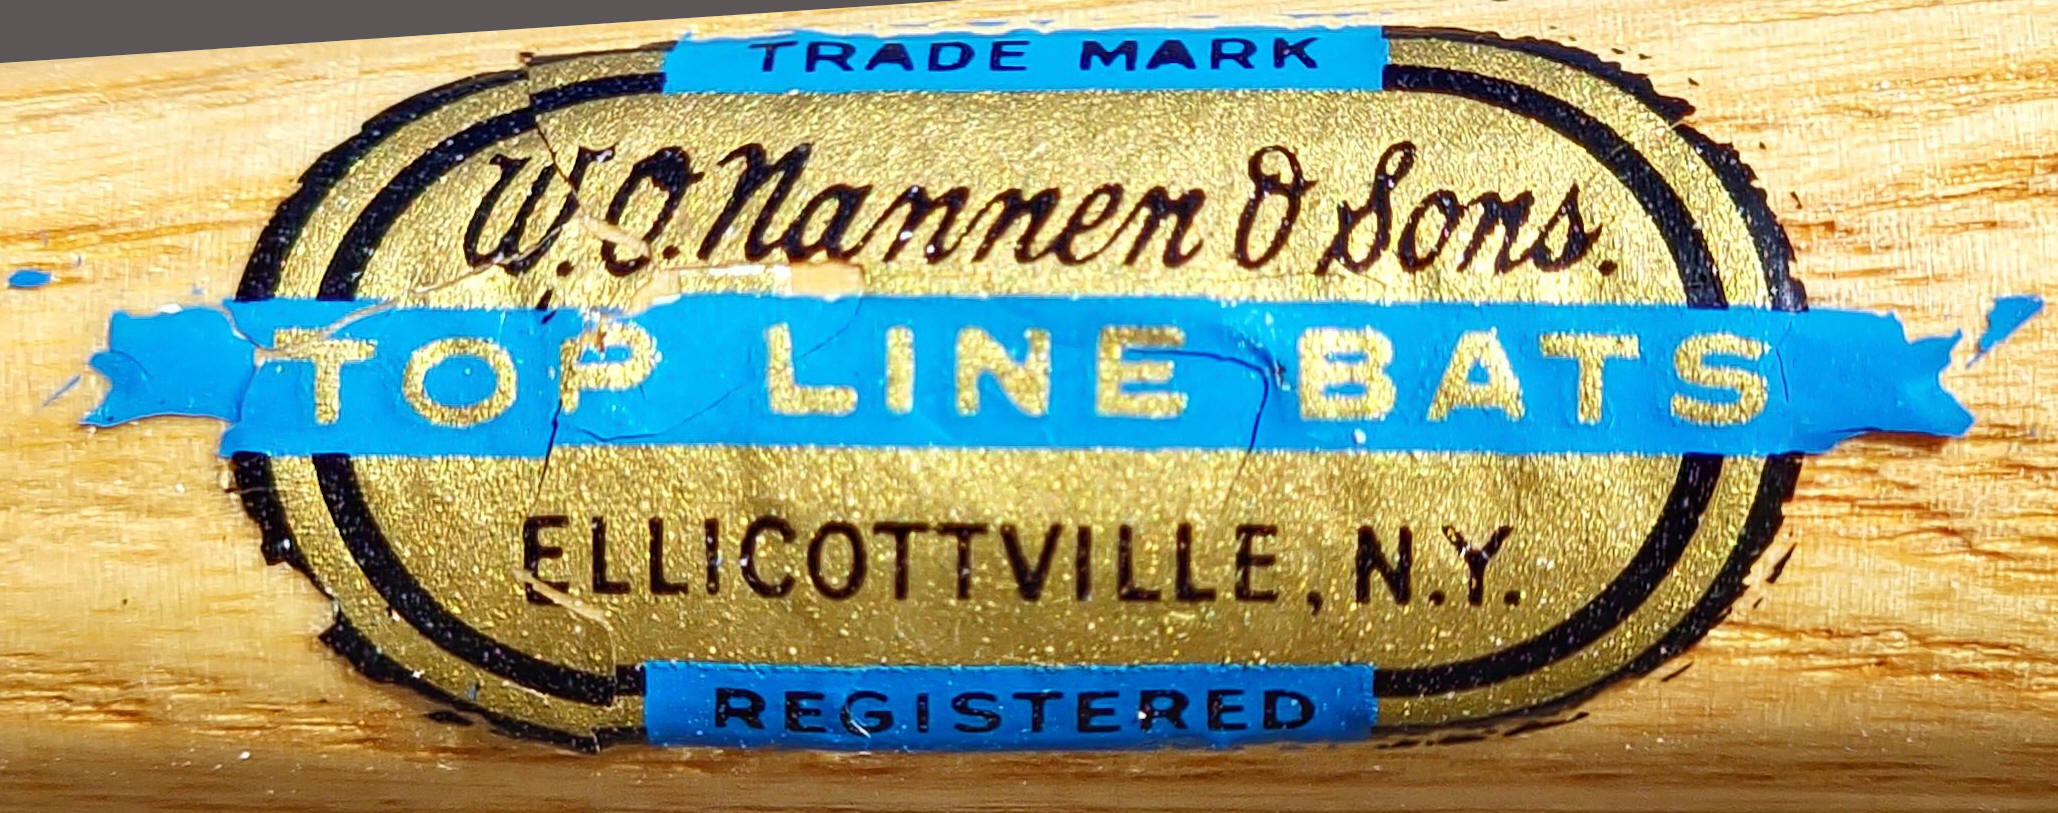 TRADE MARK
W.O. Nannen & Sons.
TOP LINE BATS
ELLICOTTVILLE, N.Y.
REGISTERED